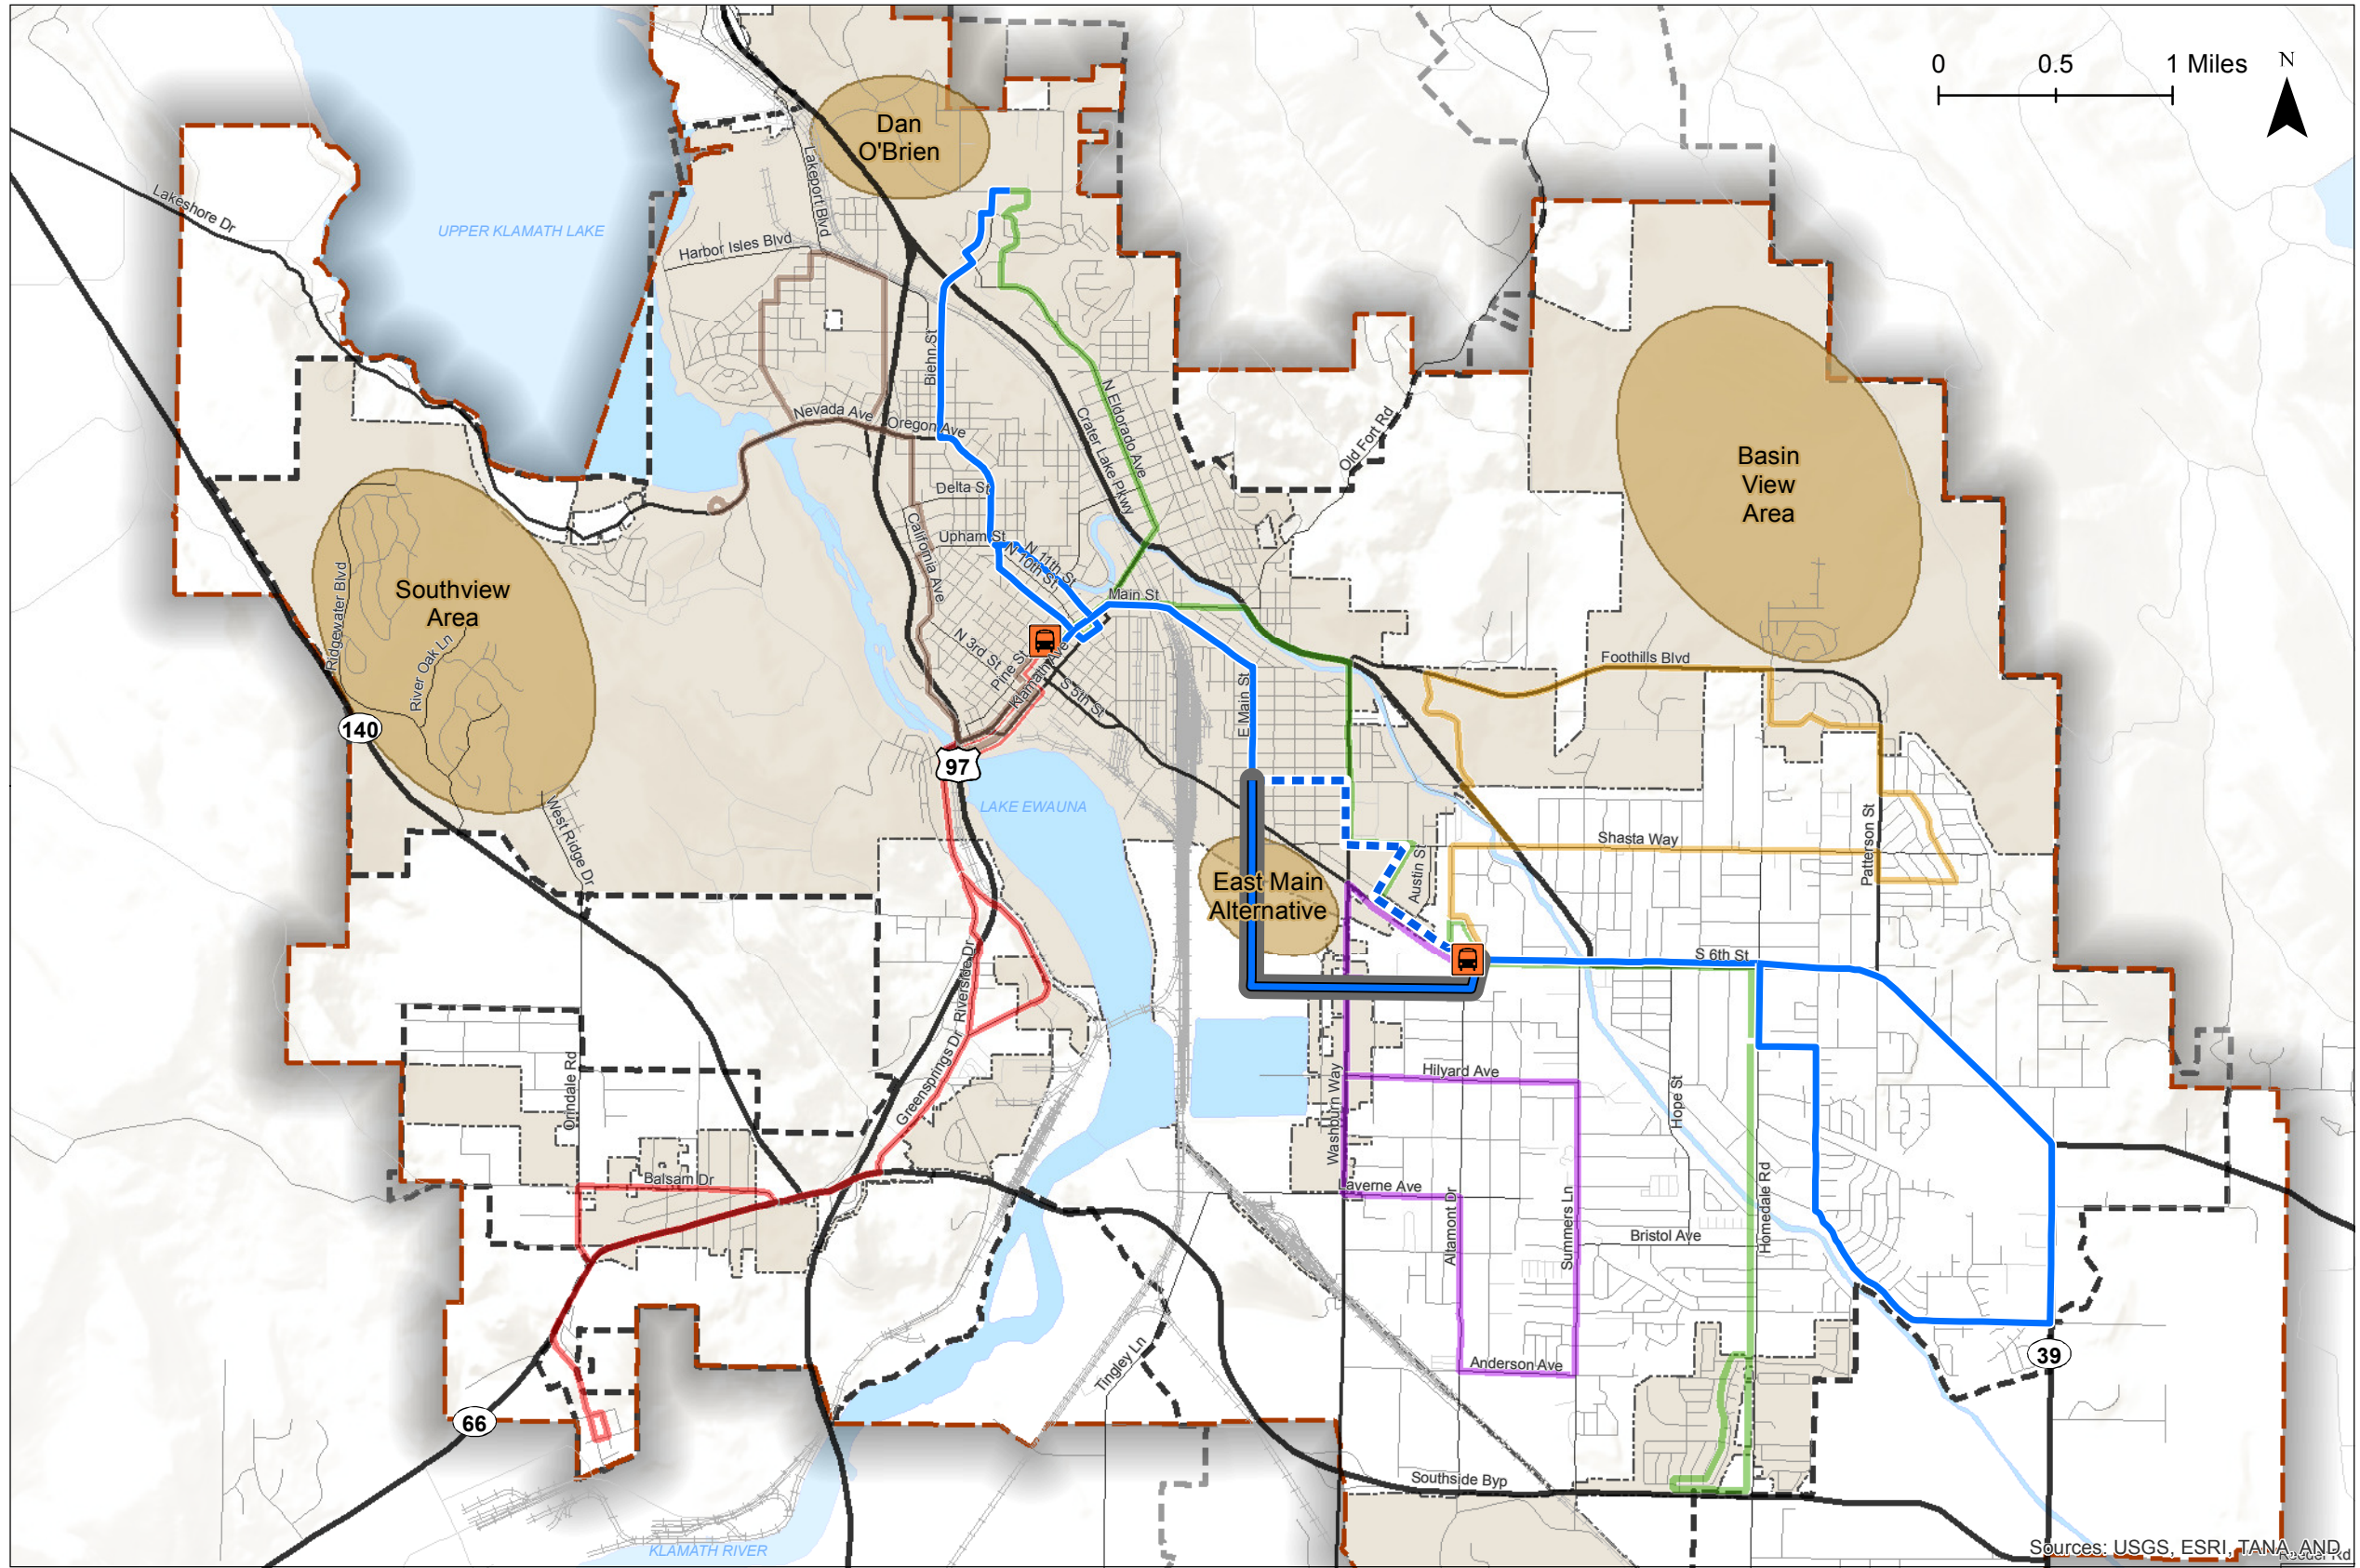 0 0.5 1 Miles
N
Dan
O'Brien
Lakeshore Dr
Lakeport Blvd
UPPER KLAMATH LAKE
Harbor Isles Blvd
Biehn St
N Eldorado Ave
Nevada Ave
Oregon Ave
Crater Lake Pkwy
Old Fort Rd
Basin
View
Area
Delta St
Upham St
N 11th St
N 10th St
California Ave
Main St
Southview
Area
Ridgewater Blvd
River Oak Ln
N 3rd St
Pine St
Klamath Ave
S 5th St
E Main St
Foothills Blvd
140
97
LAKE EWAUNA
West Ridge Dr
Shasta Way
Patterson St
Austin St
East Main
Alternative
S 6th St
Riverside Dr
Greensprings Dr
Orindale Rd
Washburn Way
Hilyard Ave
Hope St
Balsam Dr
Laverne Ave
Altamont Dr
Summers Ln
Homedale Rd
Bristol Ave
Tingley Ln
Anderson Ave
39
66
Southside Byp
KLAMATH RIVER
Sources: USGS, ESRI, TANA, AND